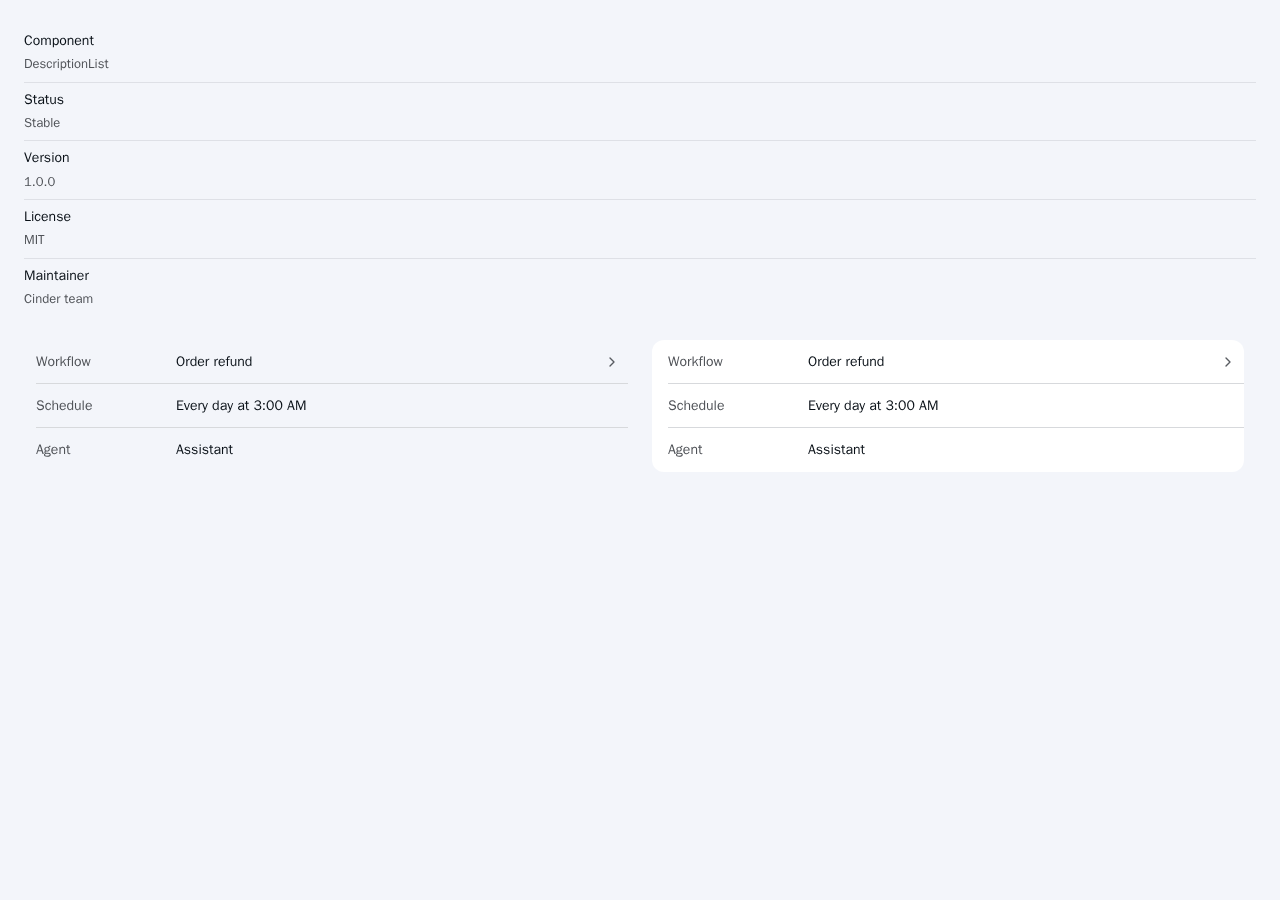 Component
DescriptionList
Status
Stable
Version
1.0.0
License
MIT
Maintainer
Cinder team
Workflow Order refund
Schedule Every day at 3:00 AM
Agent Assistant
Workflow Order refund
Schedule Every day at 3:00 AM
Agent Assistant